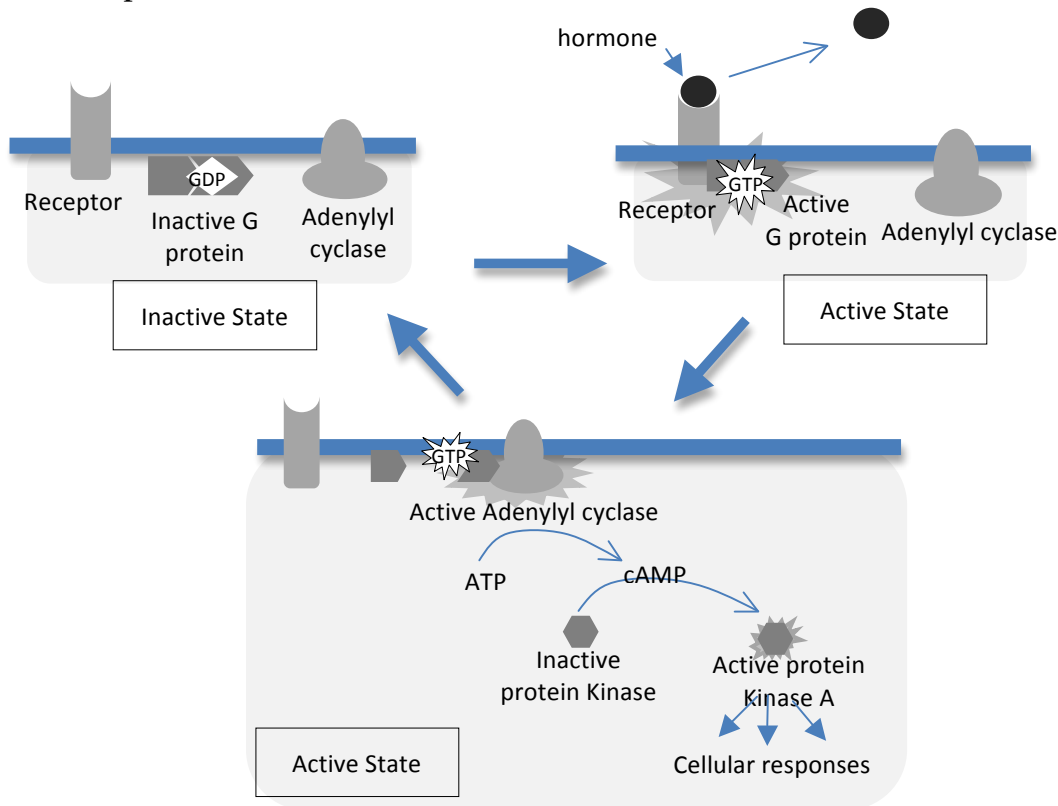 hormone
Receptor
GDP
Inactive G
protein
Adenylyl
cyclase
Inactive State
Receptor
GTP
Active
G protein
Adenylyl cyclase
Active State
GTP
Active Adenylyl cyclase
ATP
cAMP
Inactive
protein Kinase
Active protein
Kinase A
Cellular responses
Active State